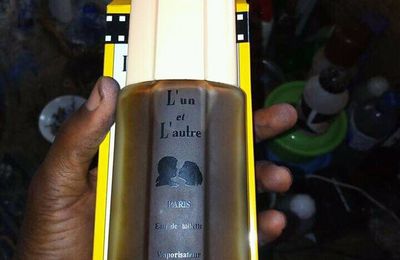 L'un
et
L'autre
PARIS
Eau de toilette
Vaporisateur